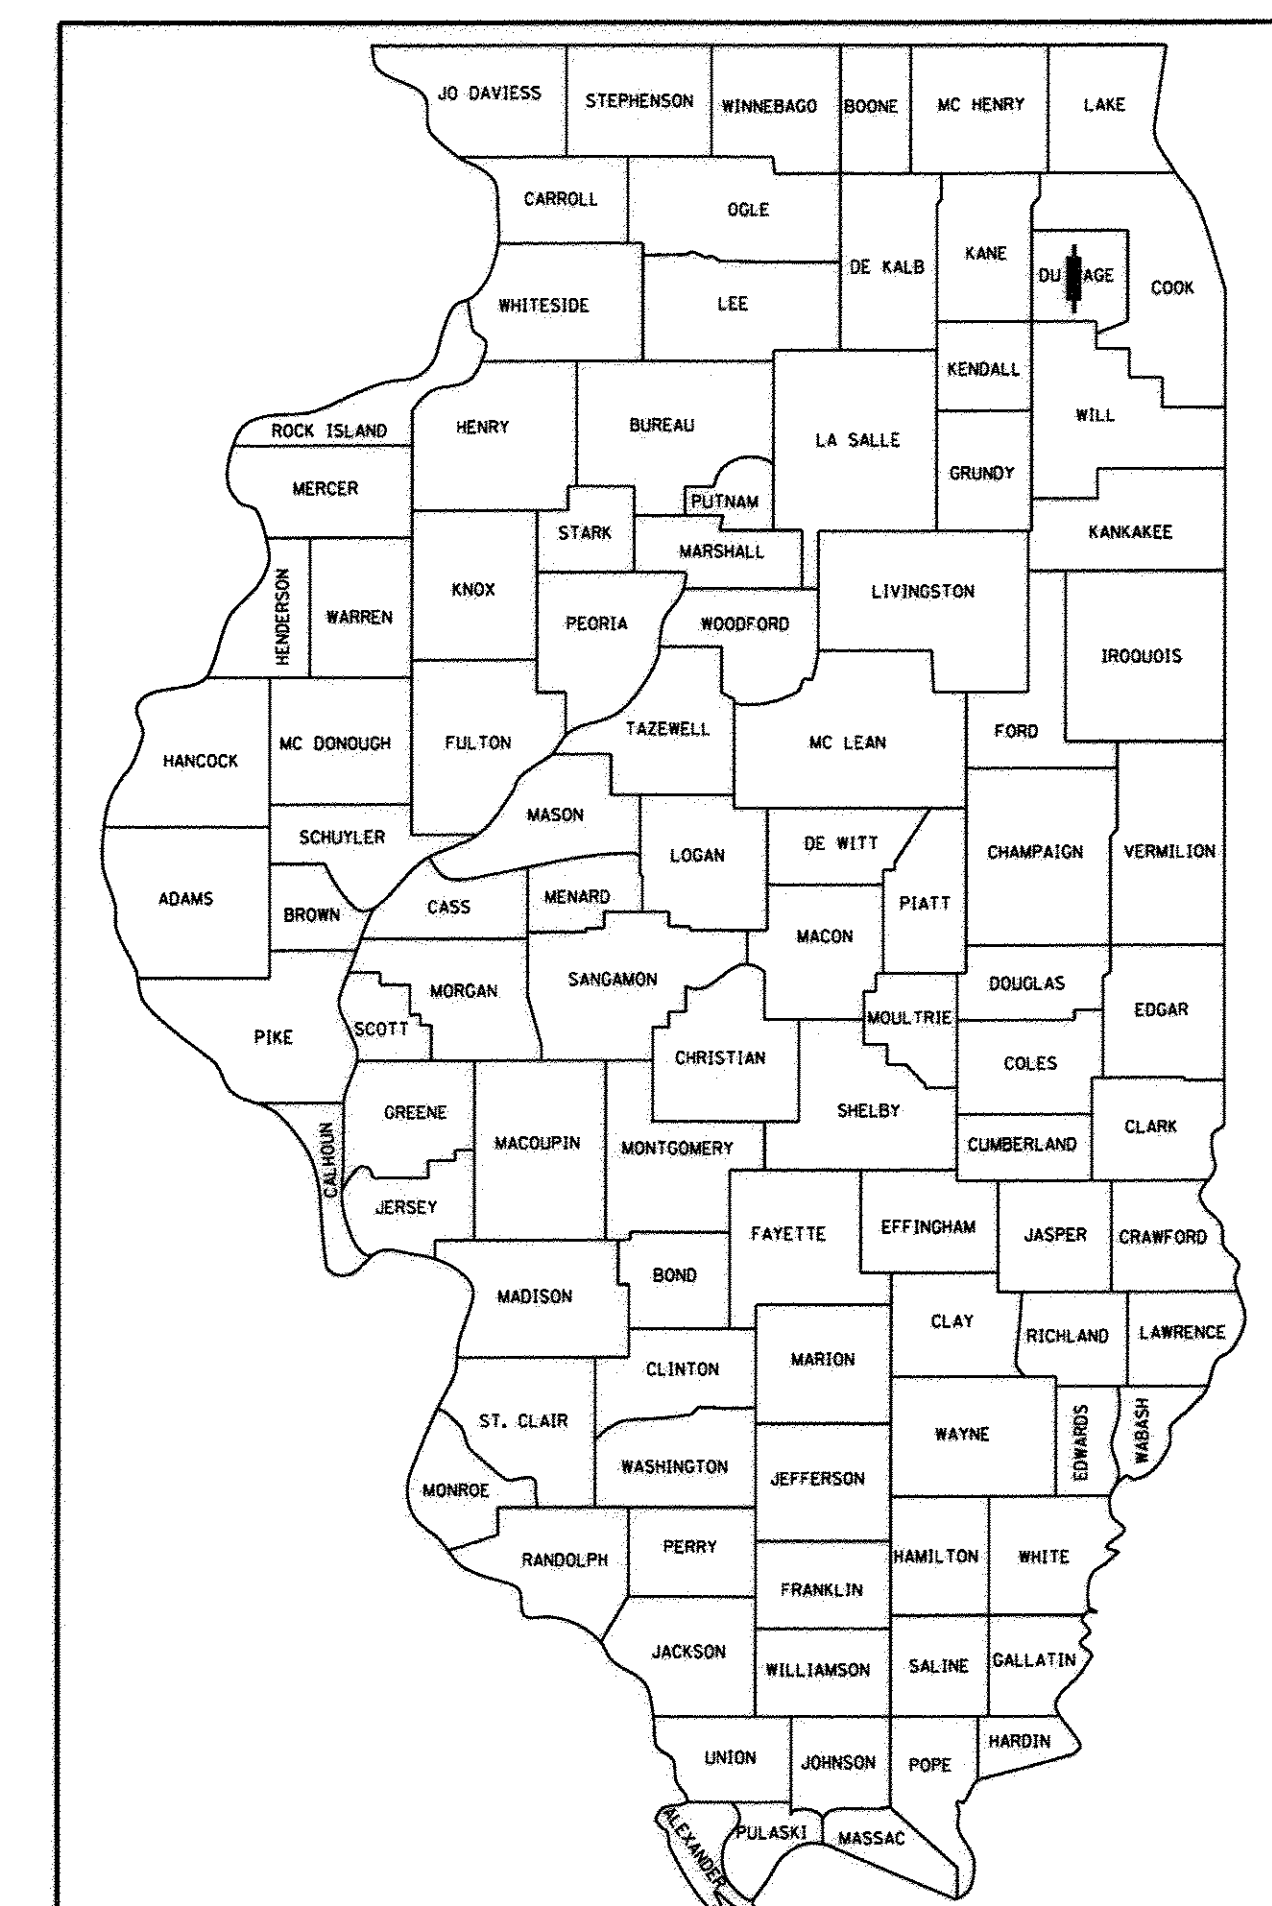 JO DAVIESS
STEPHENSON
WINNEBAGO
BOONE
MC HENRY
LAKE
CARROLL
OGLE
DE KALB
KANE
DU AGE
COOK
WHITESIDE
LEE
KENDALL
WILL
ROCK ISLAND
HENRY
BUREAU
LA SALLE
GRUNDY
MERCER
PUTNAM
STARK
MARSHALL
KANKAKEE
HENDERSON
WARREN
KNOX
PEORIA
WOODFORD
LIVINGSTON
IROQUOIS
HANCOCK
MC DONOUGH
FULTON
TAZEWELL
MC LEAN
FORD
MASON
SCHUYLER
LOGAN
DE WITT
CHAMPAIGN
VERMILION
ADAMS
BROWN
CASS
MENARD
PIATT
MACON
SANGAMON
MORGAN
DOUGLAS
EDGAR
PIKE
SCOTT
MOULTRIE
CHRISTIAN
COLES
SHELBY
CALHOUN
GREENE
MACOUPIN
MONTGOMERY
CUMBERLAND
CLARK
JERSEY
FAYETTE
EFFINGHAM
JASPER
CRAWFORD
MADISON
BOND
CLAY
RICHLAND
LAWRENCE
CLINTON
MARION
ST. CLAIR
WAYNE
EDWARDS
WABASH
WASHINGTON
JEFFERSON
MONROE
RANDOLPH
PERRY
HAMILTON
WHITE
FRANKLIN
JACKSON
WILLIAMSON
SALINE
GALLATIN
UNION
JOHNSON
POPE
HARDIN
ALEXANDER
PULASKI
MASSAC